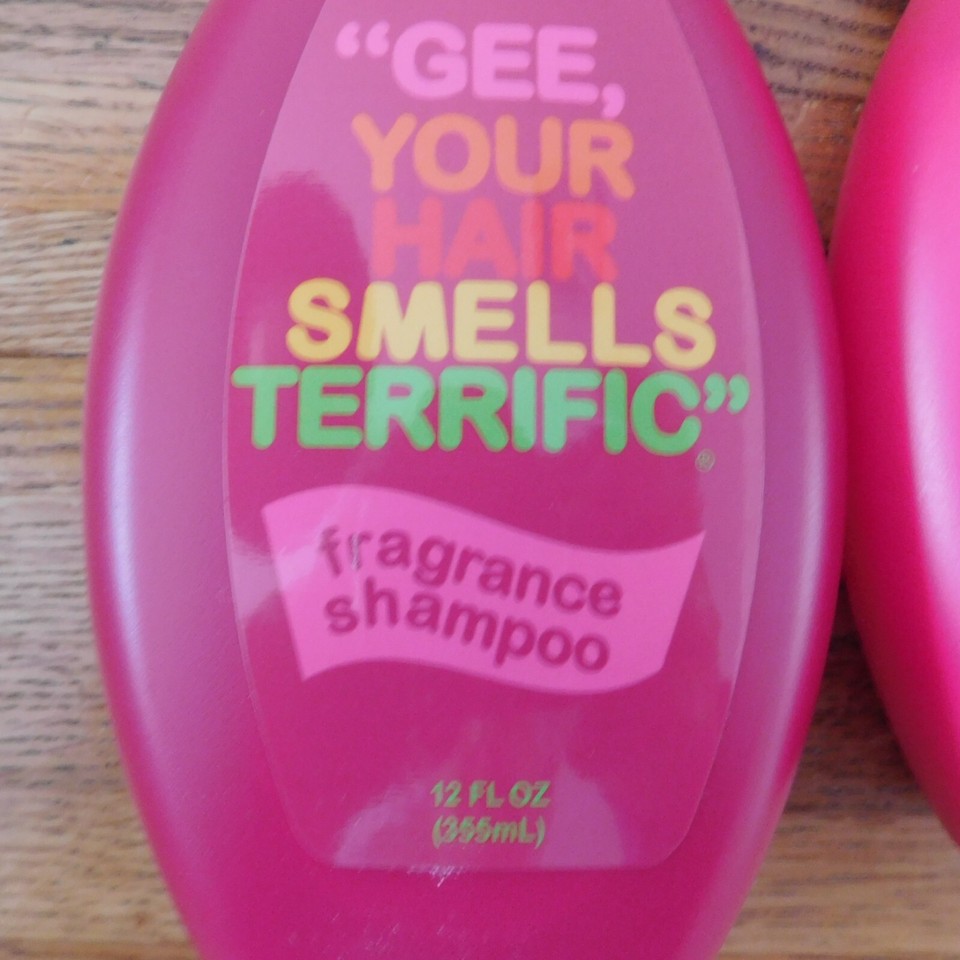 “GEE,
YOUR
HAIR
SMELLS
TERRIFIC”®
fragrance
shampoo
12 FL OZ
(355mL)